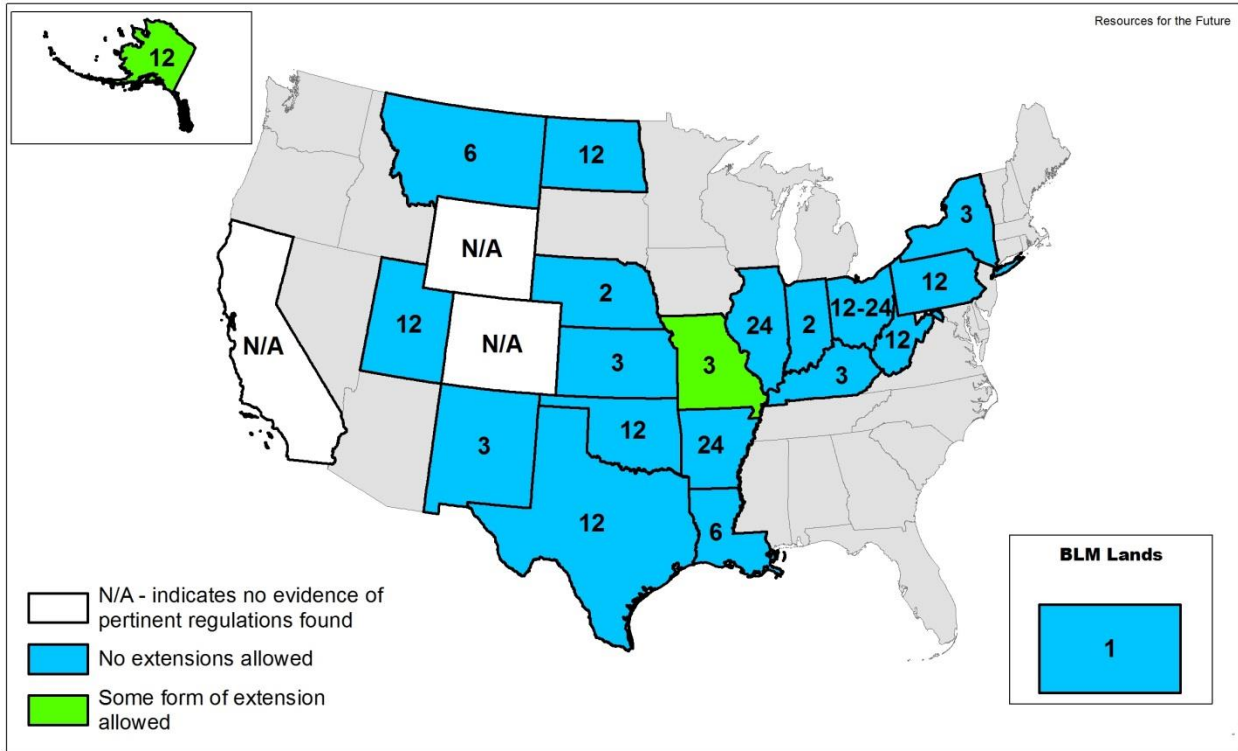 Resources for the Future
12
6
12
N/A
3
2
12
12
24
2
12-24
12
N/A
N/A
3
3
3
12
24
3
12
6
N/A - indicates no evidence of
pertinent regulations found
No extensions allowed
Some form of extension
allowed
BLM Lands
1